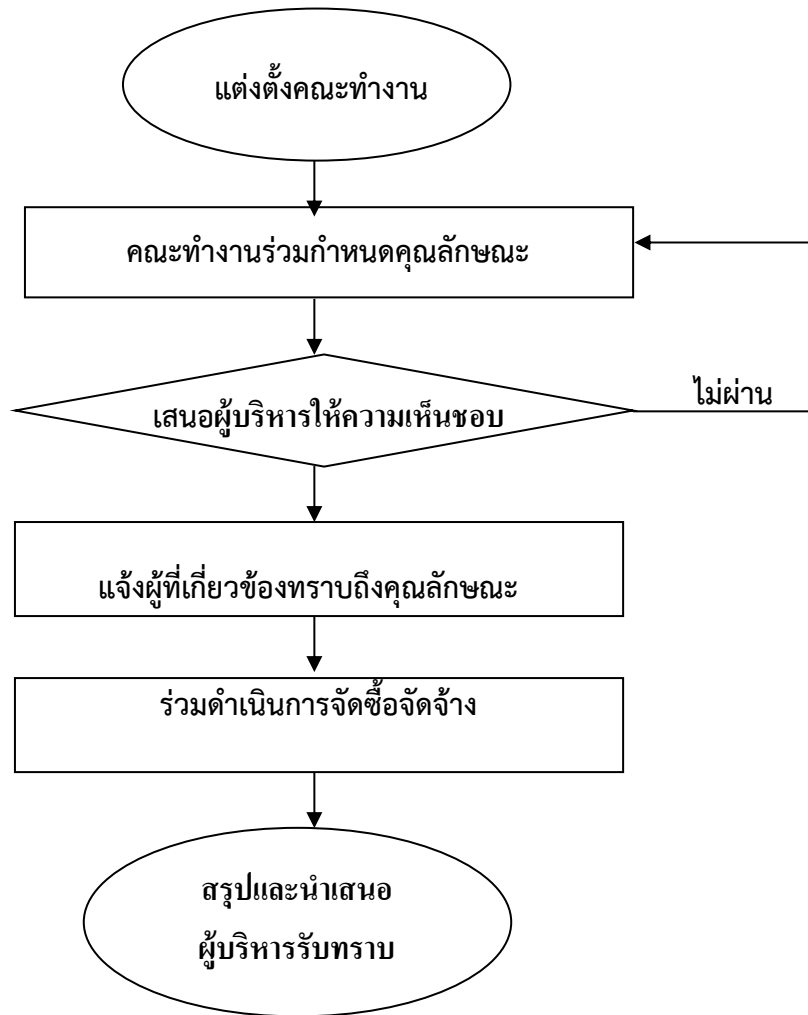 แต่งตั้งคณะทำงาน
คณะทำงานร่วมกำหนดคุณลักษณะ
เสนอผู้บริหารให้ความเห็นชอบ
ไม่ผ่าน
แจ้งผู้ที่เกี่ยวข้องทราบถึงคุณลักษณะ
ร่วมดำเนินการจัดซื้อจัดจ้าง
สรุปและนำเสนอ
ผู้บริหารรับทราบ